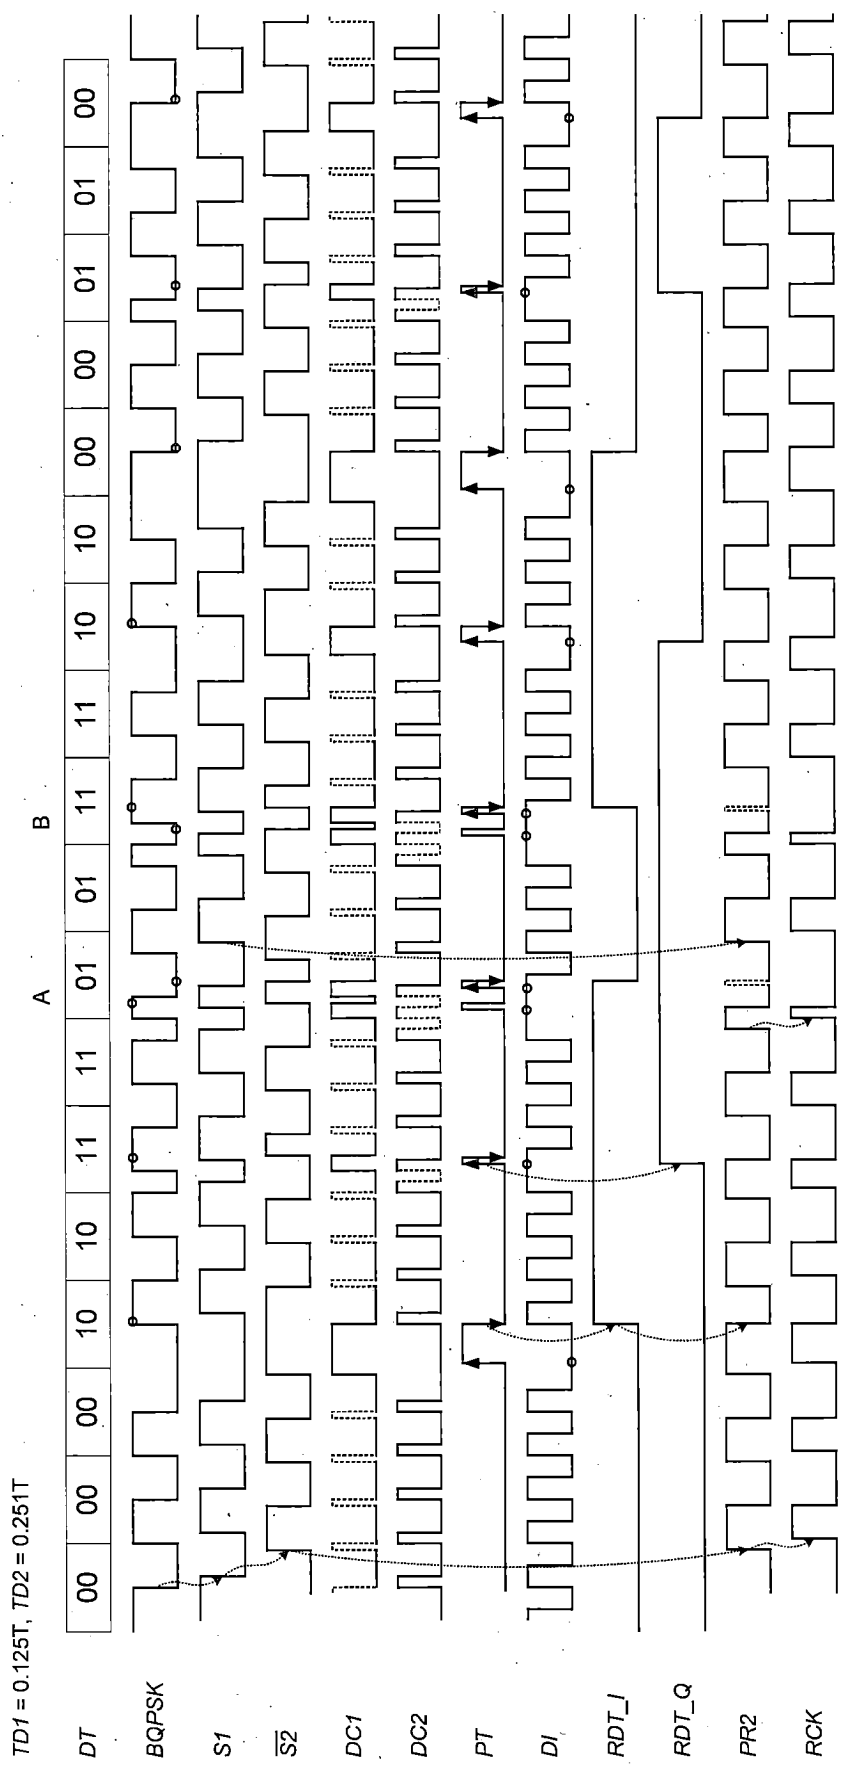 TD1 = 0.125T, TD2 = 0.251T
A B
DT 00 00 00 10 10 11 11 01 01 11 11 10 10 00 00 01 01 00
BQPSK
S1
S2
DC1
DC2
PT
DI
RDT_I
RDT_Q
PR2
RCK